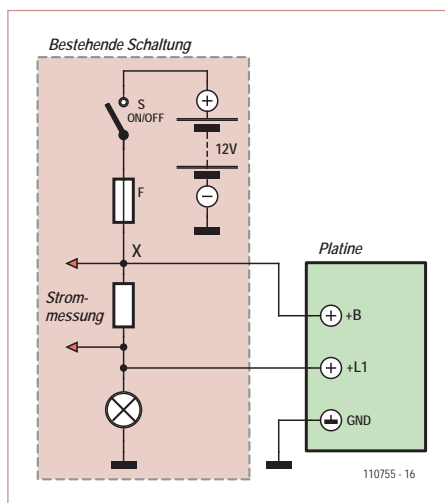 Bestehende Schaltung
S
ON/OFF
+
12V
F
−
X
Platine
Strom-
messung
+ +B
+ +L1
GND
110755 - 16